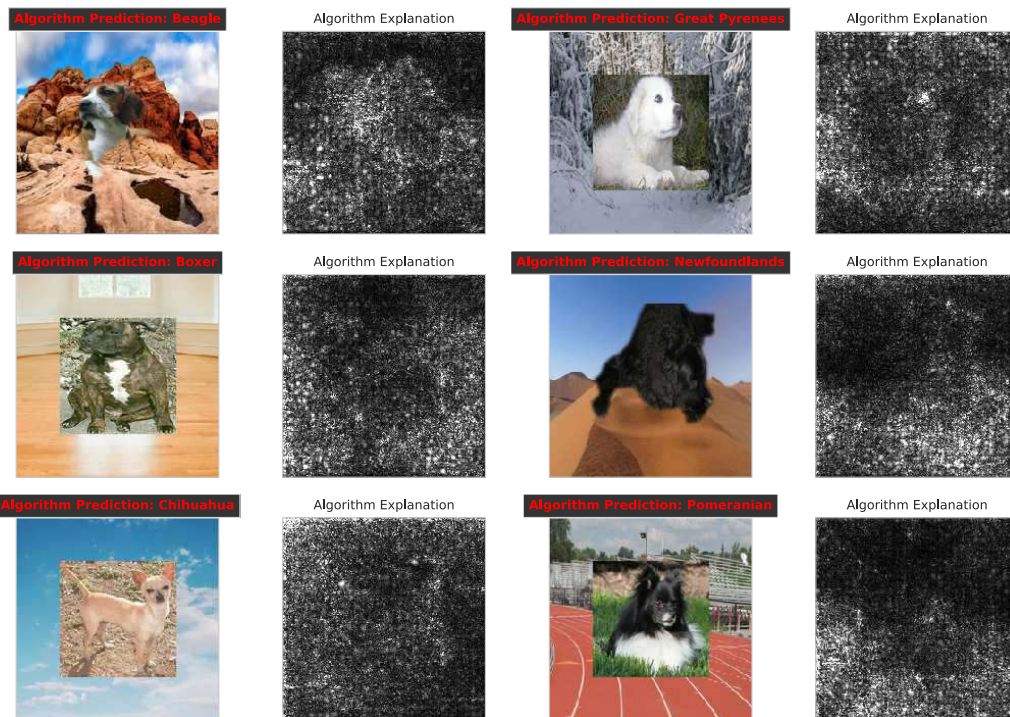 Algorithm Prediction: Beagle
Algorithm Explanation
Algorithm Prediction: Great Pyrenees
Algorithm Explanation
Algorithm Prediction: Boxer
Algorithm Explanation
Algorithm Prediction: Newfoundlands
Algorithm Explanation
Algorithm Prediction: Chihuahua
Algorithm Explanation
Algorithm Prediction: Pomeranian
Algorithm Explanation